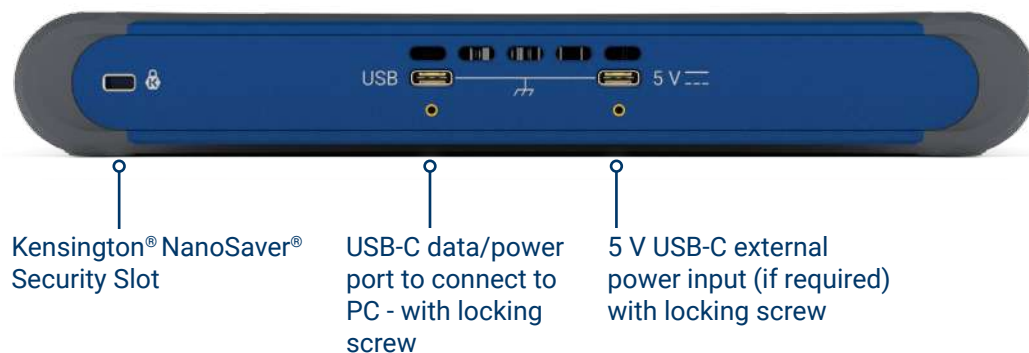 USB
5 V
Kensington® NanoSaver®
Security Slot
USB-C data/power
port to connect to
PC - with locking
screw
5 V USB-C external
power input (if required)
with locking screw